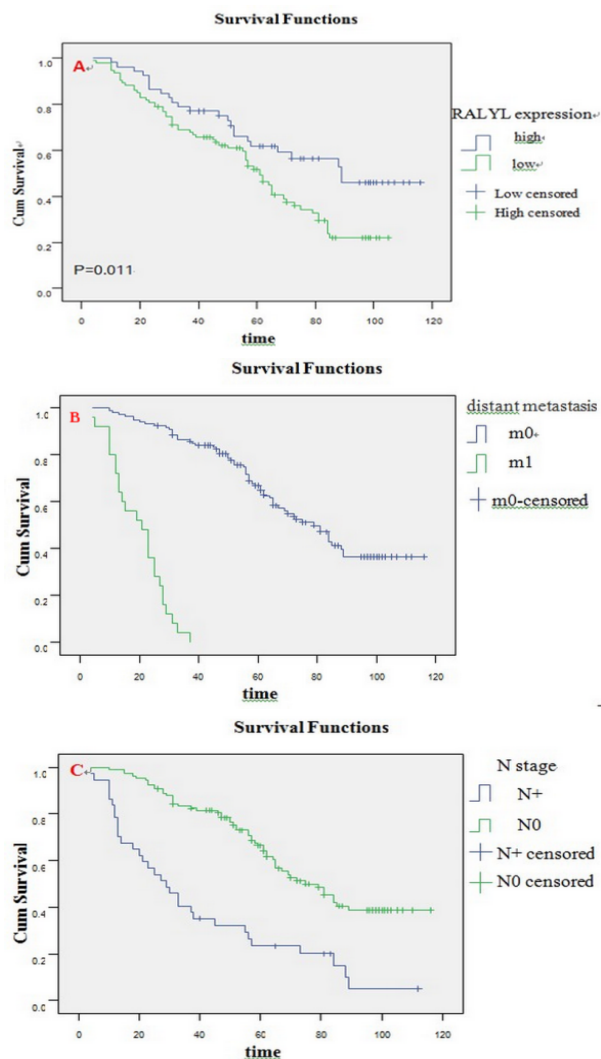 Survival Functions
A
1.0
0.8
0.6
0.4
0.2
0.0
Cum Survival
P=0.011
0 20 40 60 80 100 120
time
RALYL expression
high
low
Low censored
High censored
Survival Functions
B
1.0
0.8
0.6
0.4
0.2
0.0
Cum Survival
0 20 40 60 80 100 120
time
distant metastasis
m0
m1
m0-censored
Survival Functions
C
1.0
0.8
0.6
0.4
0.2
0.0
Cum Survival
0 20 40 60 80 100 120
time
N stage
N+
N0
N+ censored
N0 censored